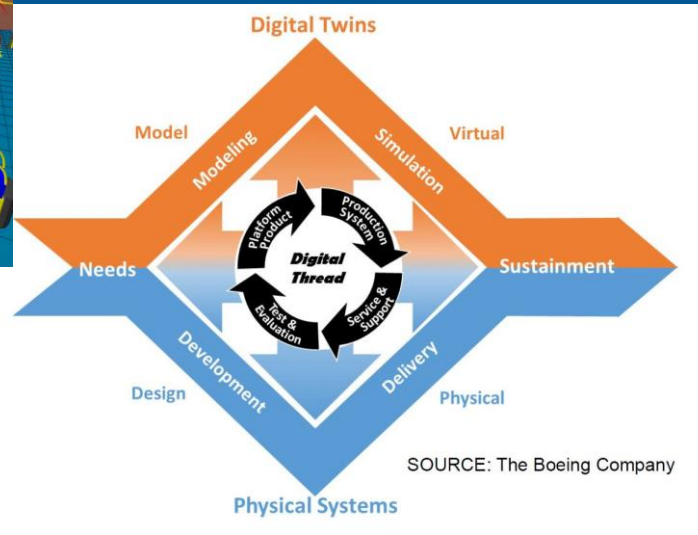 Digital Twins
Model
Modeling
Simulation
Virtual
Platform
Product
Production
System
Digital
Thread
Needs
Sustainment
Test &
Evaluation
Service &
Support
Development
Delivery
Design
Physical
SOURCE: The Boeing Company
Physical Systems